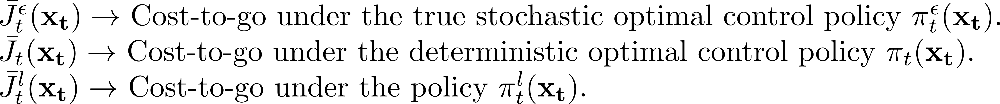 $\bar{J}_t^{\epsilon}(\mathbf{x_t}) \rightarrow$ Cost-to-go under the true stochastic optimal control policy $\pi_t^{\epsilon}(\mathbf{x_t})$.
$\bar{J}_t(\mathbf{x_t}) \rightarrow$ Cost-to-go under the deterministic optimal control policy $\pi_t(\mathbf{x_t})$.
$\bar{J}_t^{l}(\mathbf{x_t}) \rightarrow$ Cost-to-go under the policy $\pi_t^{l}(\mathbf{x_t})$.